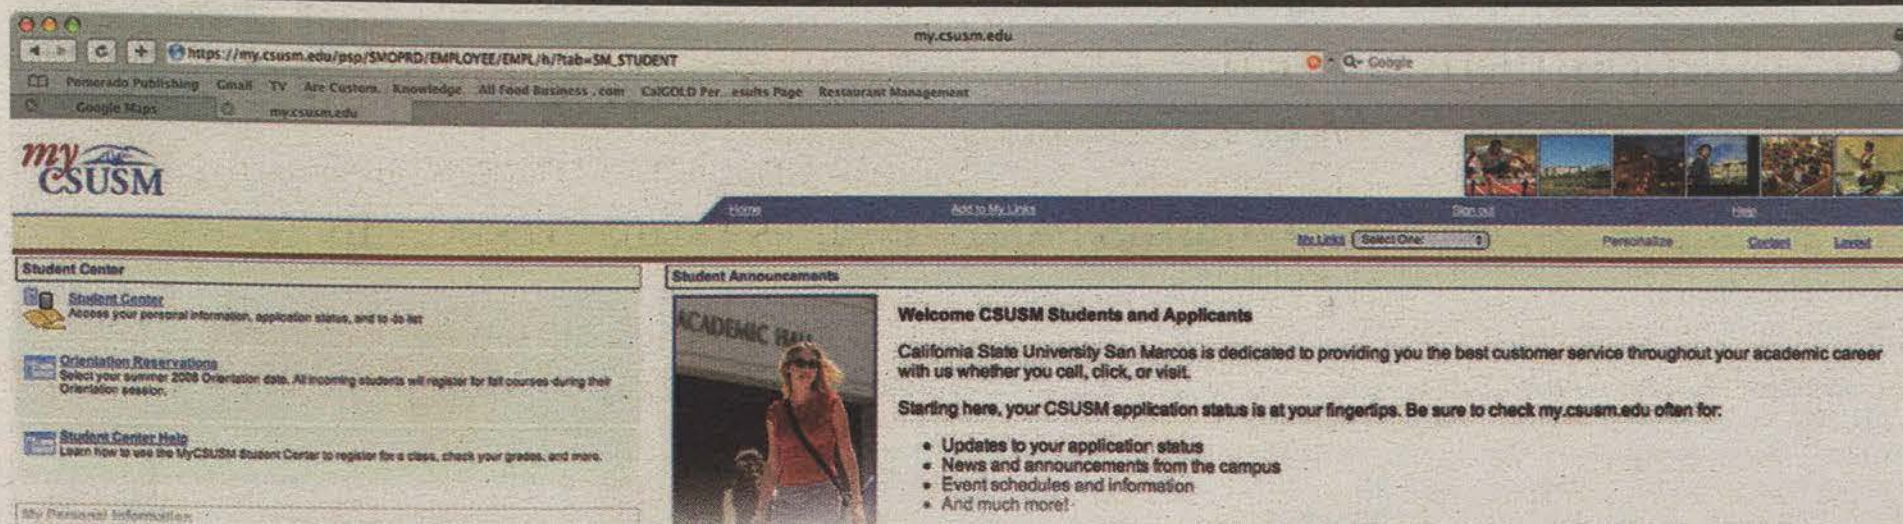 my.csusm.edu
https://my.csusm.edu/psp/SMOPRD/EMPLOYEE/EMPL/h/?tab=SM_STUDENT
Q- Google
Pomerado Publishing Gmail TV Are Custom. Knowledge All Food Business .com CalGOLD Per...esults Page Restaurant Management
Google Maps my.csusm.edu
my
CSUSM
Home Add to My Links Sign out Help
My Links Select One: Personalize Contact Layout
Student Center
Student Center
Access your personal information, application status, and to do list
Orientation Reservations
Select your summer 2008 Orientation date. All incoming students will register for fall courses during their
Orientation session.
Student Center Help
Learn how to use the MyCSUSM Student Center to register for a class, check your grades, and more.
My Personal Information
Student Announcements
ACADEMIC HALL
Welcome CSUSM Students and Applicants
California State University San Marcos is dedicated to providing you the best customer service throughout your academic career
with us whether you call, click, or visit.
Starting here, your CSUSM application status is at your fingertips. Be sure to check my.csusm.edu often for:
• Updates to your application status
• News and announcements from the campus
• Event schedules and information
• And much more!